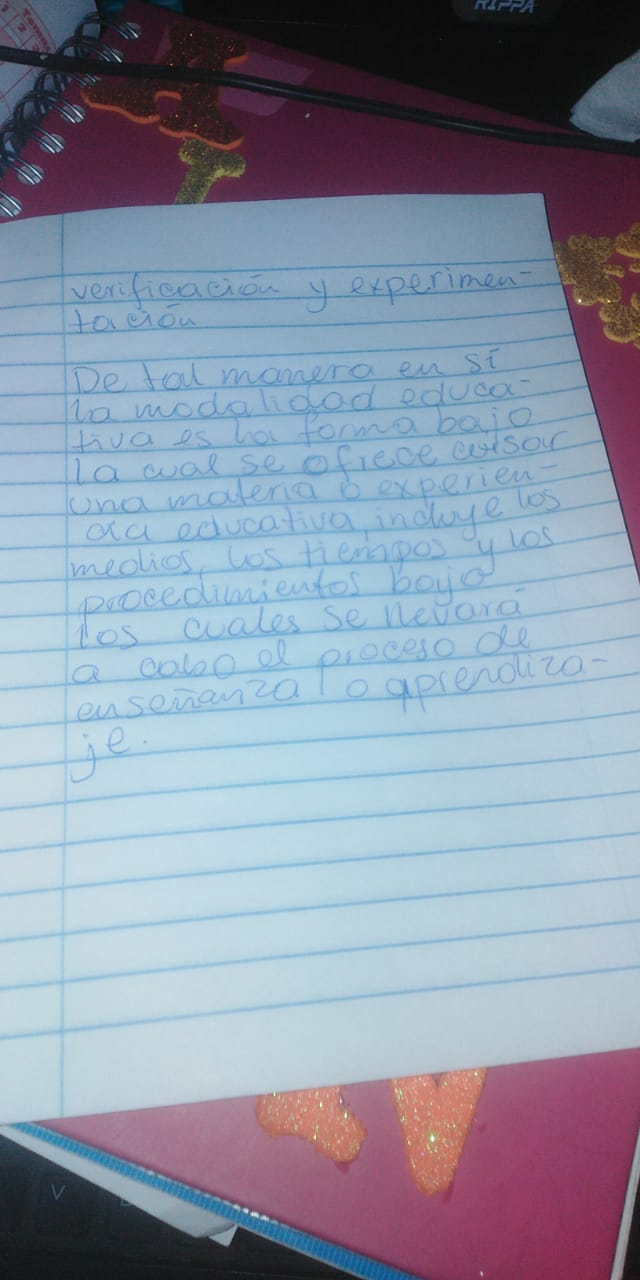 RIPPA
verificación y experimen-
tación
De tal manera en sí
la modalidad educa-
tiva es la forma bajo
la cual se ofrece cursar
una materia o experien-
cia educativa, incluye los
medios, los tiempos y los
procedimientos bajo
los cuales se llevará
a cabo el proceso de
enseñanza o aprendiza-
je.
V